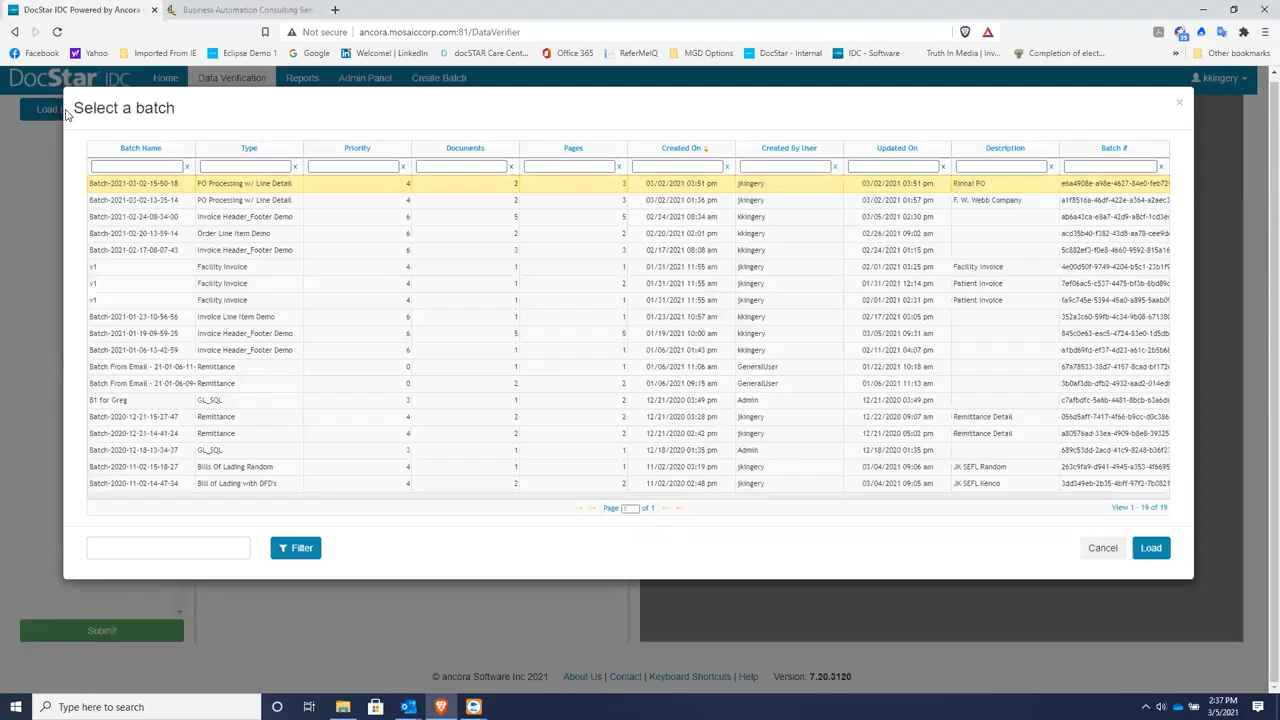 DocStar IDC Powered by Ancora S
Business Automation Consulting Ser
Not secure | ancora.mosaiccorp.com:81/DataVerifier
Facebook Yahoo Imported From IE Eclipse Demo 1 Google Welcome! | LinkedIn docSTAR Care Cent... Office 365 ReferMeIQ MGD Options DocStar - Internal IDC - Software Truth In Media | Inv... Completion of elect... Other bookmarks
DocStar IDC Home Data Verification Reports Admin Panel Create Batch kkingery
Load
Select a batch
×
Batch Name Type Priority Documents Pages Created On Created By User Updated On Description Batch #
x x x x x x x x x x
Batch-2021-03-02-15-50-18 PO Processing w/ Line Detail 4 2 3 03/02/2021 03:51 pm jkingery 03/02/2021 03:51 pm Rinnai PO
Batch-2021-03-02-13-35-14 PO Processing w/ Line Detail 4 2 3 03/02/2021 01:36 pm jkingery 03/02/2021 01:57 pm F. W. Webb Company
Batch-2021-02-24-08-34-00 Invoice Header_Footer Demo 6 5 5 02/24/2021 08:34 am kkingery 03/05/2021 02:30 pm
Batch-2021-02-20-13-59-14 Order Line Item Demo 6 2 2 02/20/2021 02:01 pm kkingery 02/26/2021 09:02 am
Batch-2021-02-17-08-07-43 Invoice Header_Footer Demo 6 3 3 02/17/2021 08:08 am kkingery 02/24/2021 01:15 pm
v1 Facility Invoice 4 1 1 01/31/2021 11:55 am jkingery 02/01/2021 03:25 pm Facility Invoice
v1 Facility Invoice 4 1 2 01/31/2021 11:55 am jkingery 01/31/2021 12:14 pm Patient Invoice
v1 Facility Invoice 4 1 1 01/31/2021 11:55 am jkingery 02/01/2021 02:31 pm Patient Invoice
Batch-2021-01-23-10-56-56 Invoice Line Item Demo 6 1 1 01/23/2021 10:57 am kkingery 02/17/2021 03:05 pm
Batch-2021-01-19-09-59-35 Invoice Header_Footer Demo 6 5 5 01/19/2021 10:00 am kkingery 03/05/2021 09:31 am
Batch-2021-01-06-13-42-59 Invoice Header_Footer Demo 6 1 1 01/06/2021 01:43 pm kkingery 02/11/2021 04:07 pm
Batch From Email - 21-01-06-11- Remittance 0 1 1 01/06/2021 11:06 am GeneralUser 01/22/2021 10:18 am
Batch From Email - 21-01-06-09- Remittance 0 2 2 01/06/2021 09:15 am GeneralUser 01/06/2021 11:13 am
B1 for Greg GL_SQL 3 1 1 12/21/2020 03:49 pm Admin 12/21/2020 03:49 pm
Batch-2020-12-21-15-27-47 Remittance 4 2 2 12/21/2020 03:28 pm jkingery 12/22/2020 09:07 am Remittance Detail
Batch-2020-12-21-14-41-24 Remittance 4 2 2 12/21/2020 02:42 pm jkingery 12/21/2020 05:02 pm Remittance Detail
Batch-2020-12-18-13-34-37 GL_SQL 3 1 1 12/18/2020 01:35 pm Admin 12/18/2020 01:35 pm
Batch-2020-11-02-15-18-27 Bills Of Lading Random 4 1 1 11/02/2020 03:19 pm jkingery 03/04/2021 09:06 am JK SEFL Random
Batch-2020-11-02-14-47-34 Bill of Lading with DFD's 4 2 2 11/02/2020 02:48 pm jkingery 03/04/2021 09:05 am JK SEFL Kenco
Page 1 of 1 View 1 - 19 of 19
Filter Cancel Load
Submit
© ancora Software Inc 2021 About Us | Contact | Keyboard Shortcuts | Help Version: 7.20.3120
Type here to search
2:37 PM
3/5/2021